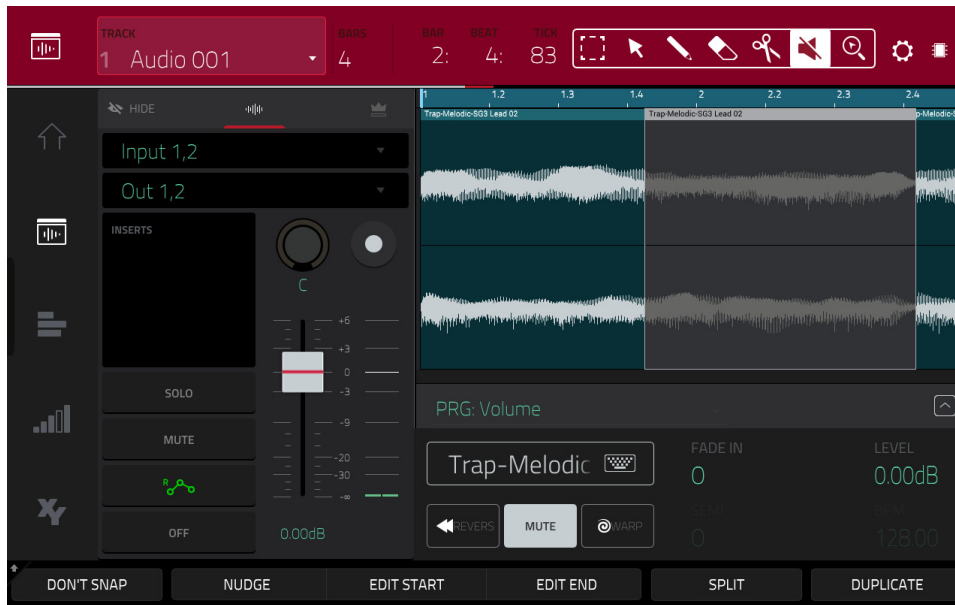 TRACK BARS BAR BEAT TICK
1 Audio 001 4 2: 4: 83
HIDE
1 1.2 1.3 1.4 2 2.2 2.3 2.4
Trap-Melodic-SG3 Lead 02 Trap-Melodic-SG3 Lead 02 p-Melodic-S
Input 1,2
Out 1,2
INSERTS
C
+6
+3
0
-3
-9
-20
-30
-∞
SOLO
MUTE
R
OFF 0.00dB
XY
PRG: Volume
Trap-Melodic
FADE IN LEVEL
0 0.00dB
REVERS MUTE WARP
SEMI BPM
0 128.00
DON'T SNAP NUDGE EDIT START EDIT END SPLIT DUPLICATE